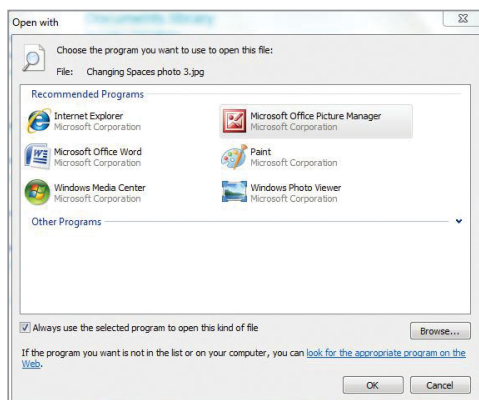 Documents library
Open with
Choose the program you want to use to open this file:
File: Changing Spaces photo 3.jpg
Recommended Programs
Internet Explorer
Microsoft Corporation
Microsoft Office Picture Manager
Microsoft Corporation
Microsoft Office Word
Microsoft Corporation
Paint
Microsoft Corporation
Windows Media Center
Microsoft Corporation
Windows Photo Viewer
Microsoft Corporation
Other Programs
Always use the selected program to open this kind of file
Browse...
If the program you want is not in the list or on your computer, you can look for the appropriate program on the
Web.
OK Cancel